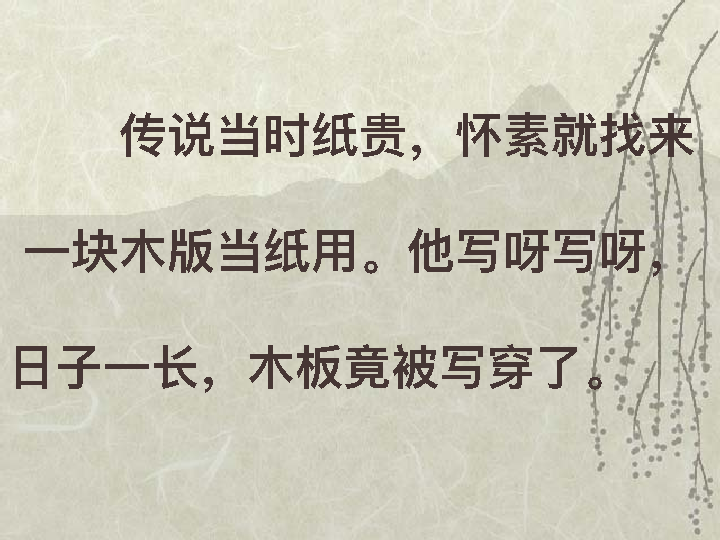 传说当时纸贵，怀素就找来
一块木版当纸用。他写呀写呀，
日子一长，木板竟被写穿了。